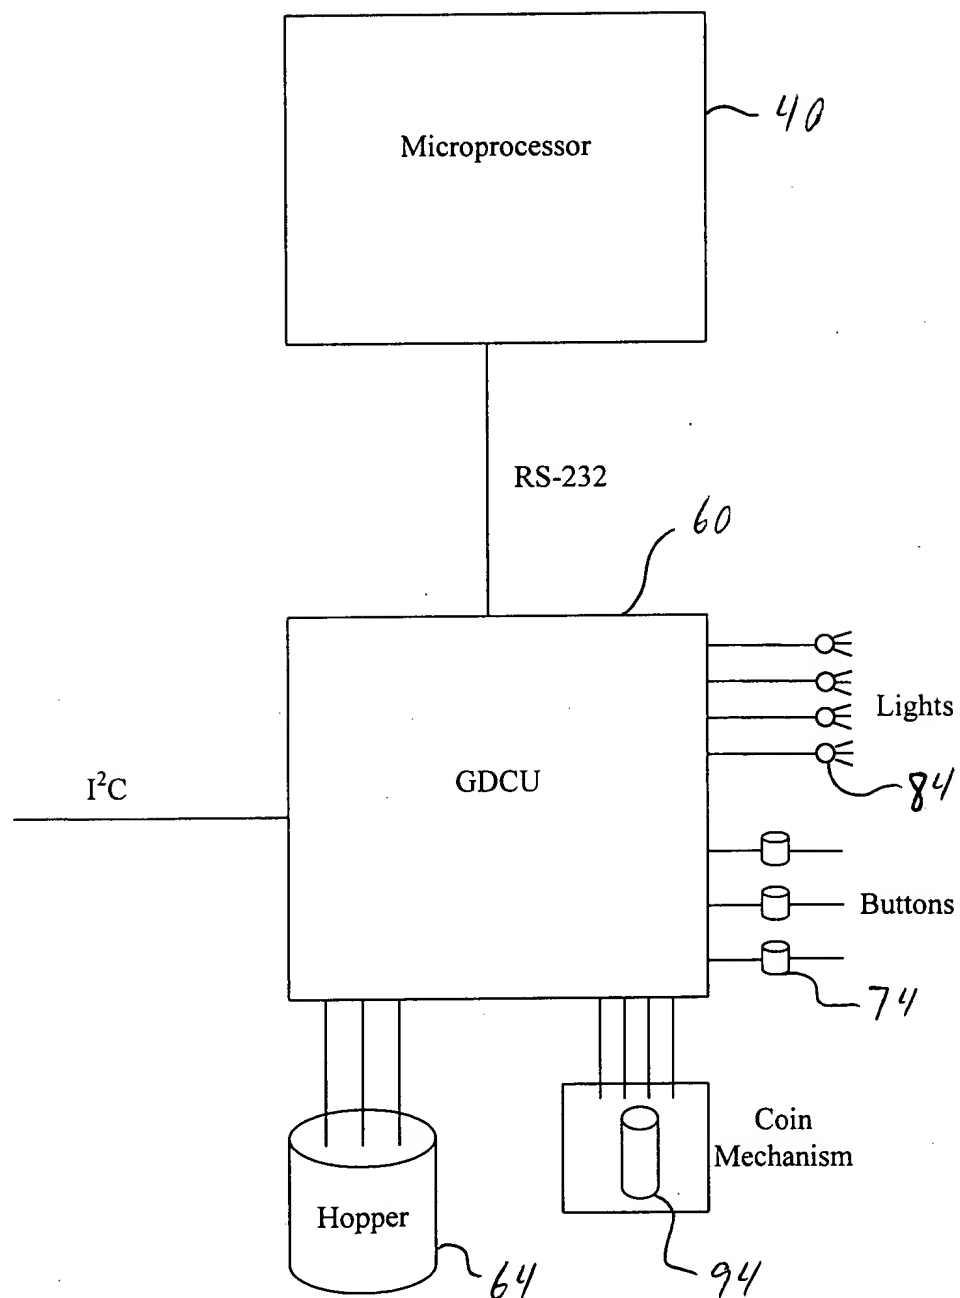 Microprocessor
40
RS-232
60
Lights
84
I²C
GDCU
Buttons
74
Coin
Mechanism
Hopper
64
94